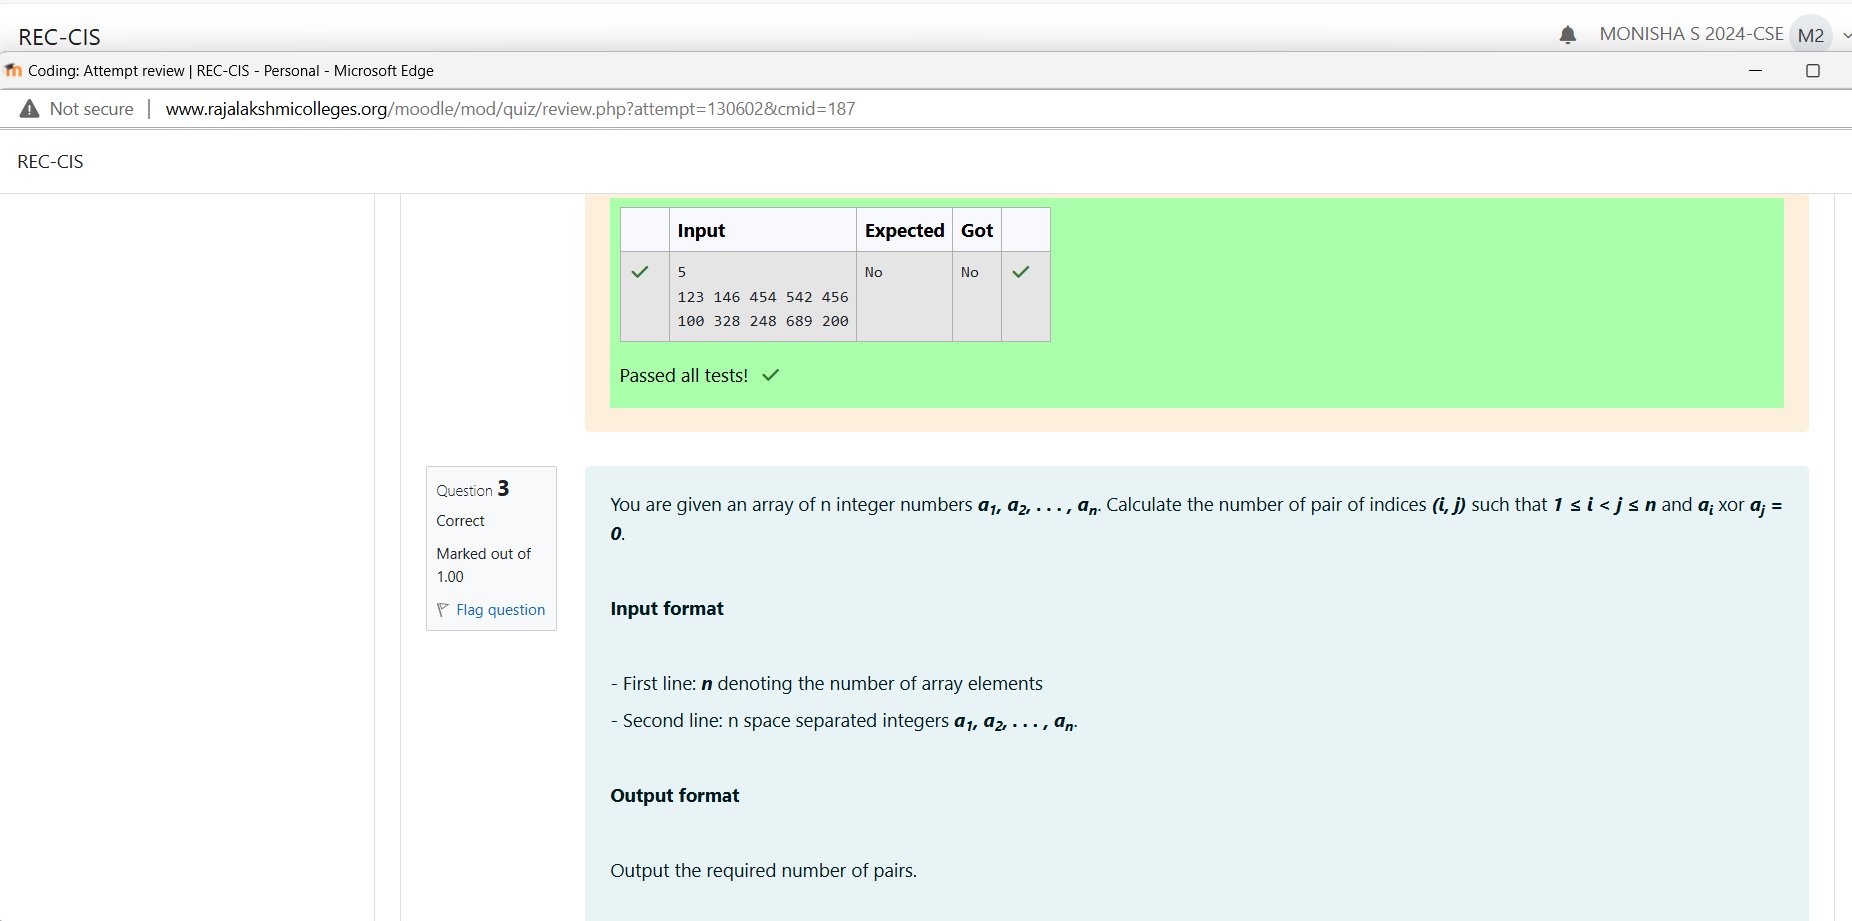 REC-CIS
MONISHA S 2024-CSE M2
Coding: Attempt review | REC-CIS - Personal - Microsoft Edge
Not secure | www.rajalakshmicolleges.org/moodle/mod/quiz/review.php?attempt=130602&cmid=187
REC-CIS
Input Expected Got
5 No No
123 146 454 542 456
100 328 248 689 200
Passed all tests!
Question 3
Correct
Marked out of
1.00
Flag question
You are given an array of n integer numbers a1, a2, . . . , an. Calculate the number of pair of indices (i, j) such that 1 ≤ i < j ≤ n and ai xor aj =
0.
Input format
- First line: n denoting the number of array elements
- Second line: n space separated integers a1, a2, . . . , an.
Output format
Output the required number of pairs.